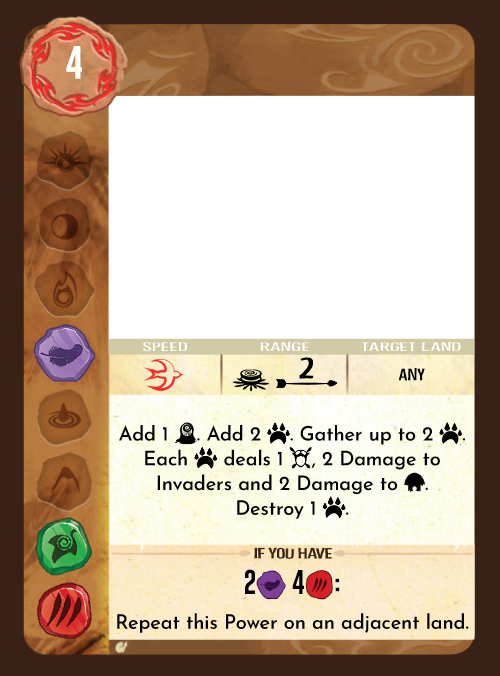 4
SPEED RANGE TARGET LAND
2 ANY
Add 1 . Add 2 . Gather up to 2 .
Each deals 1 , 2 Damage to
Invaders and 2 Damage to .
Destroy 1 .
IF YOU HAVE
2 4 :
Repeat this Power on an adjacent land.